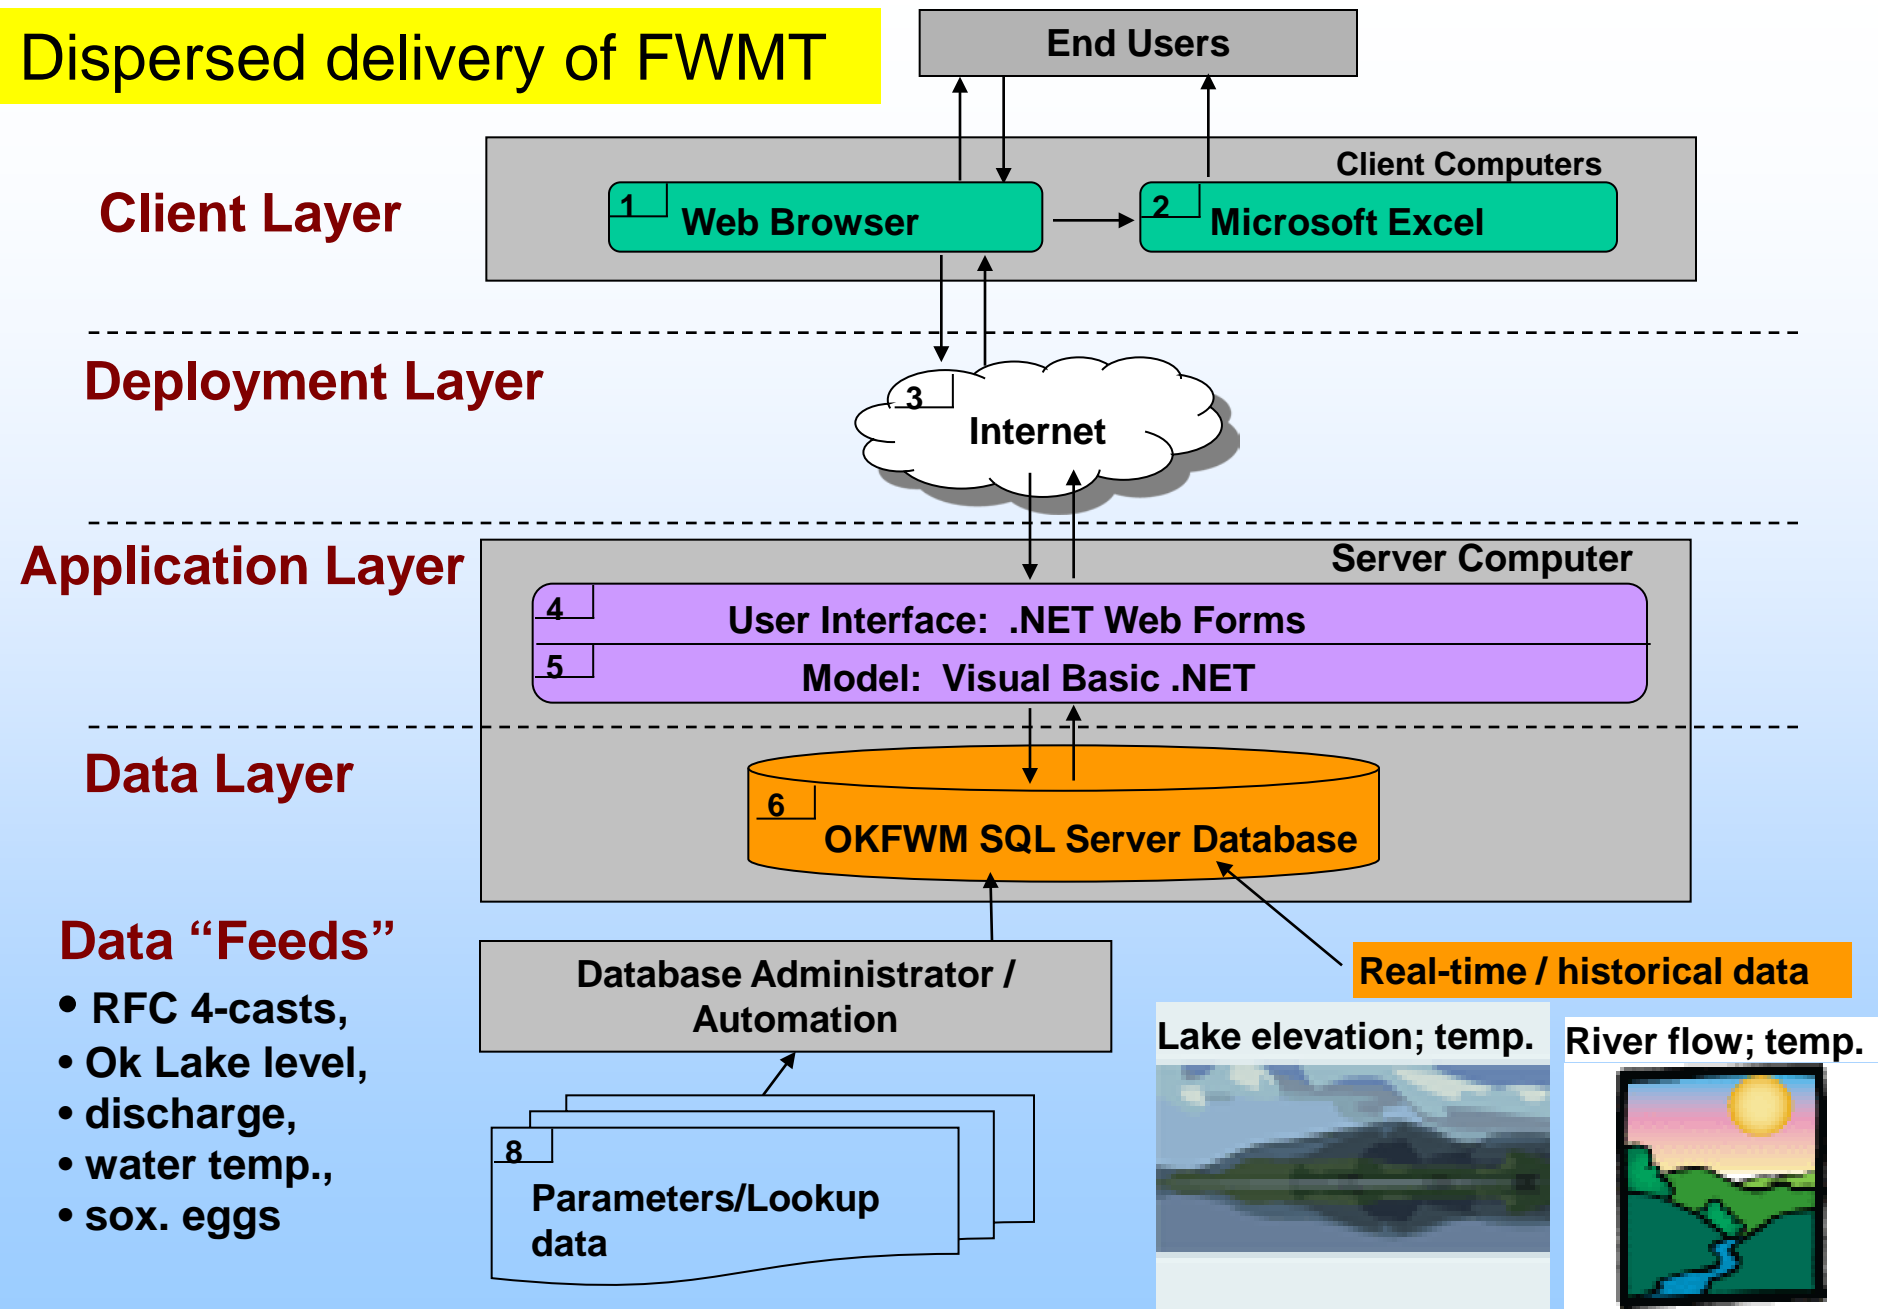 Dispersed delivery of FWMT
End Users
Client Layer
Client Computers
1
Web Browser
2
Microsoft Excel
Deployment Layer
3
Internet
Application Layer
Server Computer
4
User Interface: .NET Web Forms
5
Model: Visual Basic .NET
Data Layer
6
OKFWM SQL Server Database
Data “Feeds”
• RFC 4-casts,
• Ok Lake level,
• discharge,
• water temp.,
• sox. eggs
Database Administrator /
Automation
8
Parameters/Lookup
data
Real-time / historical data
Lake elevation; temp.
River flow; temp.